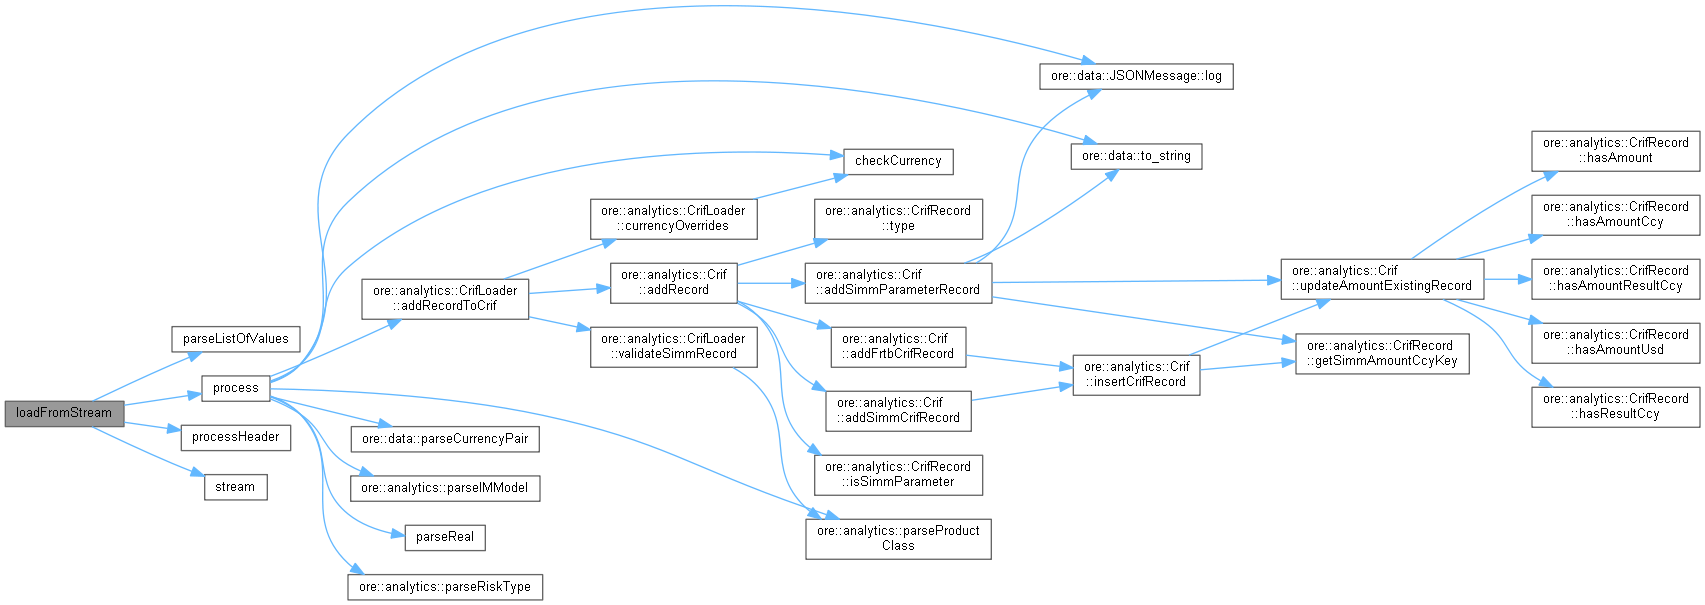 loadFromStream
parseListOfValues
process
processHeader
stream
ore::analytics::CrifLoader
::addRecordToCrif
ore::data::parseCurrencyPair
ore::analytics::parseIMModel
parseReal
ore::analytics::parseRiskType
ore::analytics::CrifLoader
::currencyOverrides
ore::analytics::Crif
::addRecord
ore::analytics::CrifLoader
::validateSimmRecord
checkCurrency
ore::analytics::CrifRecord
::type
ore::analytics::Crif
::addSimmParameterRecord
ore::analytics::Crif
::addFrtbCrifRecord
ore::analytics::Crif
::addSimmCrifRecord
ore::analytics::CrifRecord
::isSimmParameter
ore::analytics::parseProduct
Class
ore::data::JSONMessage::log
ore::data::to_string
ore::analytics::Crif
::insertCrifRecord
ore::analytics::Crif
::updateAmountExistingRecord
ore::analytics::CrifRecord
::getSimmAmountCcyKey
ore::analytics::CrifRecord
::hasAmount
ore::analytics::CrifRecord
::hasAmountCcy
ore::analytics::CrifRecord
::hasAmountResultCcy
ore::analytics::CrifRecord
::hasAmountUsd
ore::analytics::CrifRecord
::hasResultCcy